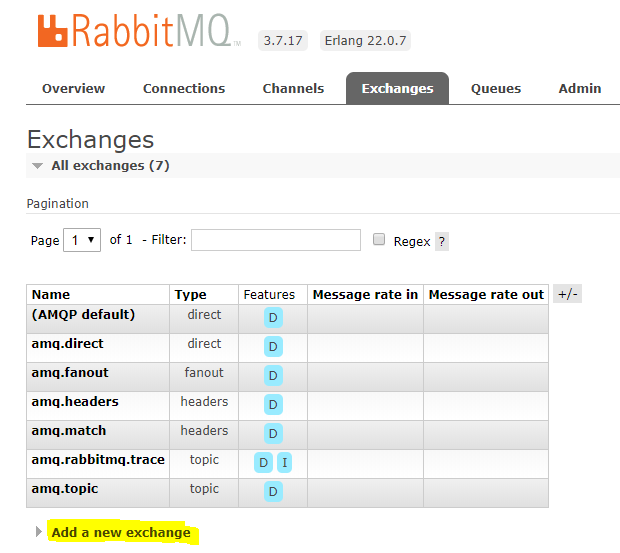 RabbitMQ TM 3.7.17 Erlang 22.0.7
Overview Connections Channels Exchanges Queues Admin
Exchanges
All exchanges (7)
Pagination
Page 1 of 1 - Filter: Regex ?
Name Type Features Message rate in Message rate out +/-
(AMQP default) direct D
amq.direct direct D
amq.fanout fanout D
amq.headers headers D
amq.match headers D
amq.rabbitmq.trace topic D I
amq.topic topic D
Add a new exchange